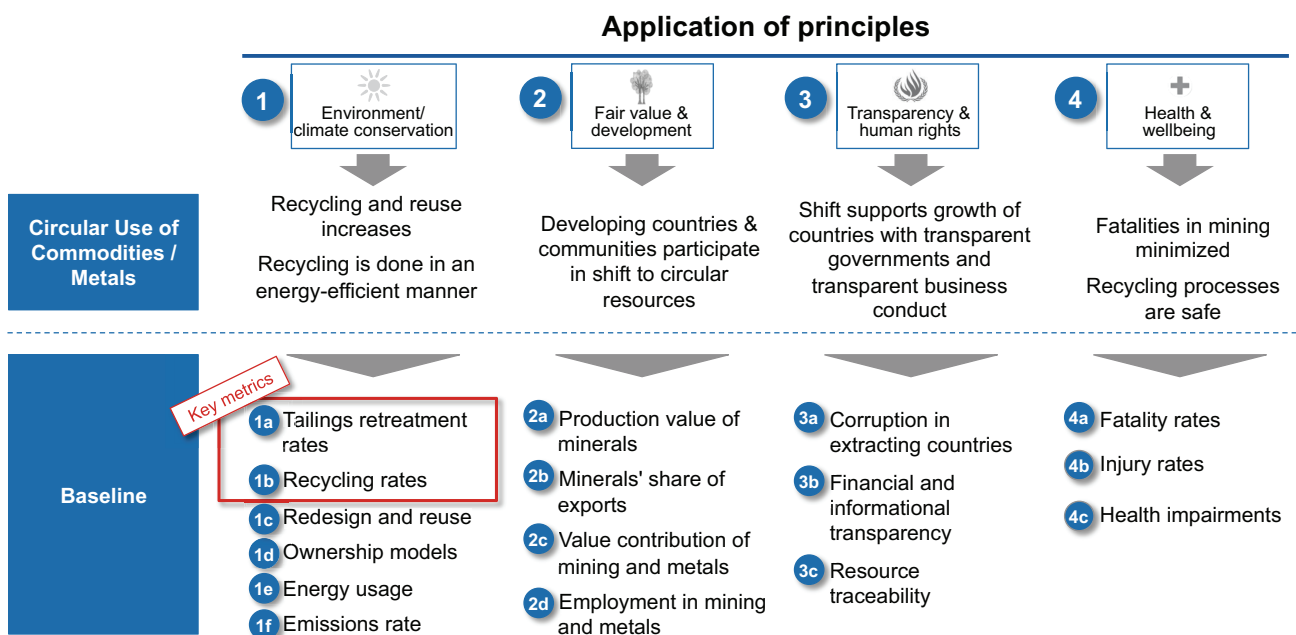 Application of principles
1
Environment/
climate conservation
2
Fair value &
development
3
Transparency &
human rights
4
Health &
wellbeing
Circular Use of
Commodities /
Metals
Recycling and reuse
increases
Recycling is done in an
energy-efficient manner
Developing countries &
communities participate
in shift to circular
resources
Shift supports growth of
countries with transparent
governments and
transparent business
conduct
Fatalities in mining
minimized
Recycling processes
are safe
Baseline
Key metrics
1a Tailings retreatment
rates
1b Recycling rates
1c Redesign and reuse
1d Ownership models
1e Energy usage
1f Emissions rate
2a Production value of
minerals
2b Minerals' share of
exports
2c Value contribution of
mining and metals
2d Employment in mining
and metals
3a Corruption in
extracting countries
3b Financial and
informational
transparency
3c Resource
traceability
4a Fatality rates
4b Injury rates
4c Health impairments